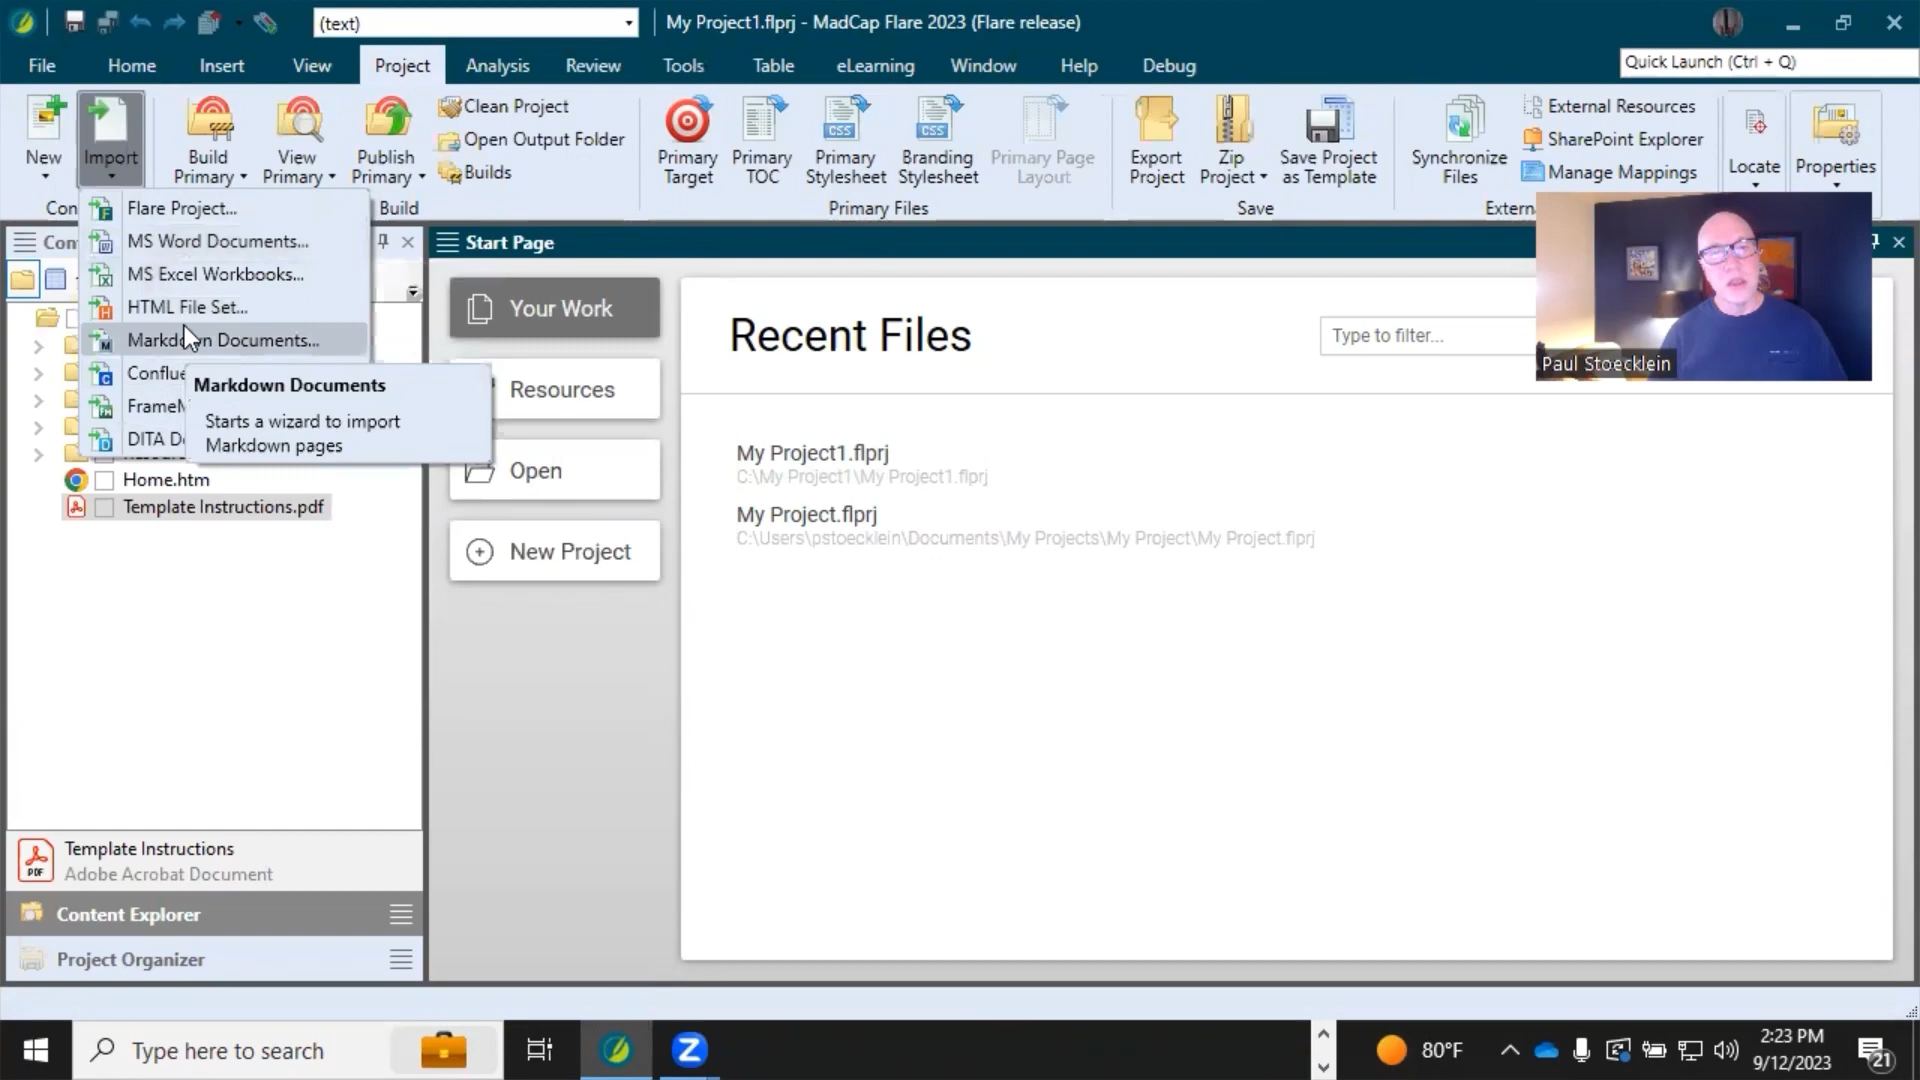 (text)
My Project1.flprj - MadCap Flare 2023 (Flare release)
File Home Insert View Project Analysis Review Tools Table eLearning Window Help Debug
Quick Launch (Ctrl + Q)
New
Import
Build Primary
View Primary
Publish Primary
Clean Project
Open Output Folder
Builds
Primary Target
Primary TOC
Primary Stylesheet
Branding Stylesheet
Primary Page Layout
Export Project
Zip Project
Save Project as Template
Synchronize Files
External Resources
SharePoint Explorer
Manage Mappings
Locate
Properties
Con
Build
Primary Files
Save
Extern
Flare Project...
MS Word Documents...
MS Excel Workbooks...
HTML File Set...
Markdown Documents...
Conflue
FrameM
DITA Do
Markdown Documents
Starts a wizard to import
Markdown pages
Con
Home.htm
Template Instructions.pdf
Template Instructions
Adobe Acrobat Document
Content Explorer
Project Organizer
Start Page
Your Work
Resources
Open
New Project
Recent Files
Type to filter...
My Project1.flprj
C:\My Project1\My Project1.flprj
My Project.flprj
C:\Users\pstoecklein\Documents\My Projects\My Project\My Project.flprj
Paul Stoecklein
Type here to search
80°F
2:23 PM
9/12/2023
21